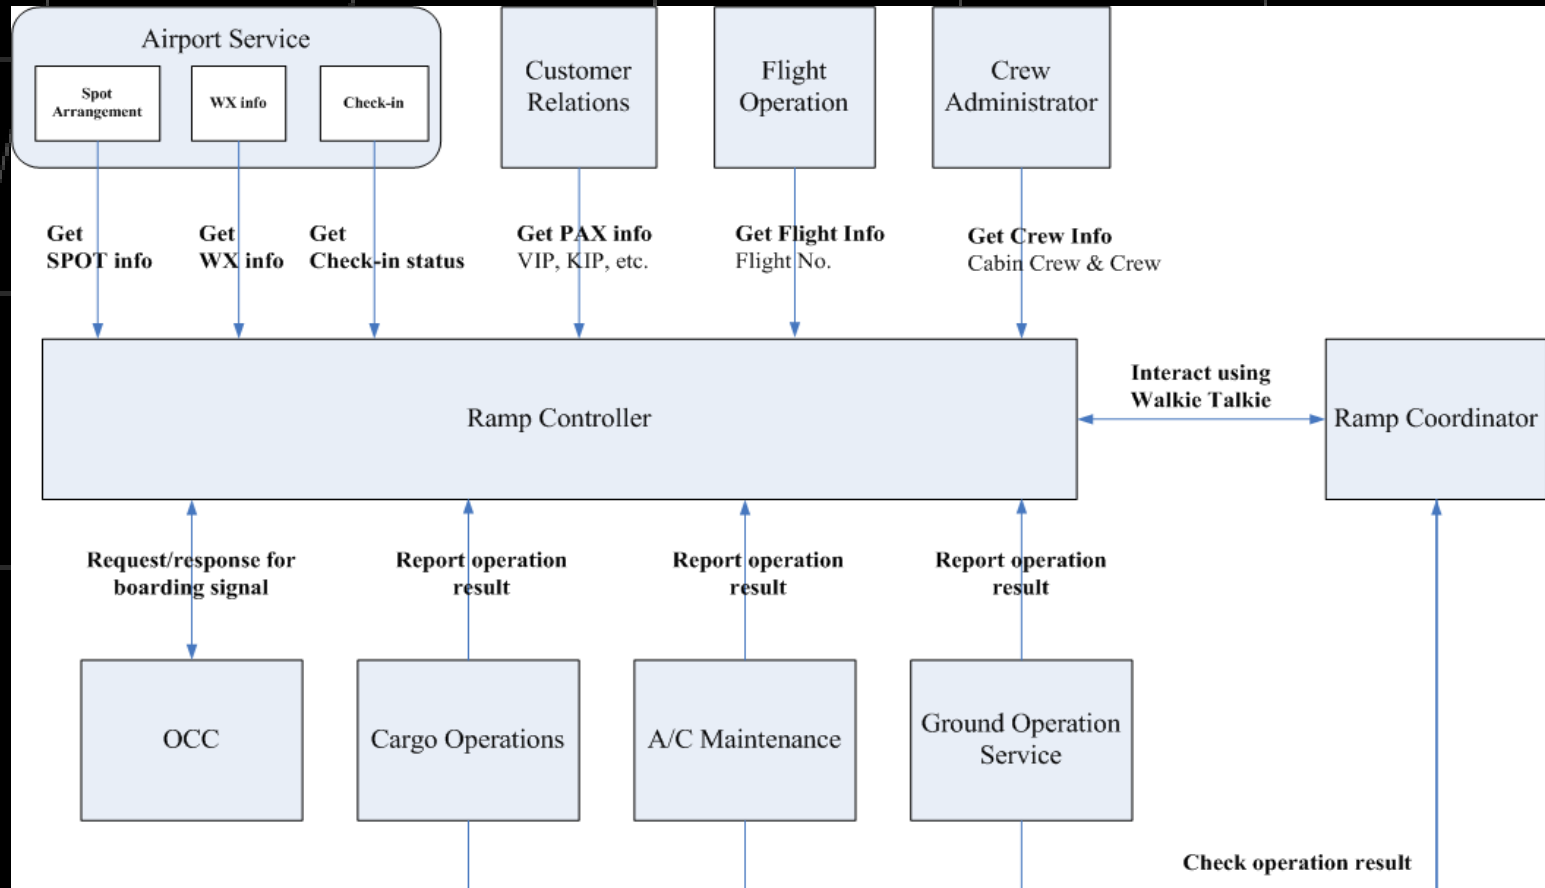 Airport Service
Spot
Arrangement
WX info
Check-in
Customer
Relations
Flight
Operation
Crew
Administrator
Get
SPOT info
Get
WX info
Get
Check-in status
Get PAX info
VIP, KIP, etc.
Get Flight Info
Flight No.
Get Crew Info
Cabin Crew & Crew
Ramp Controller
Interact using
Walkie Talkie
Ramp Coordinator
Request/response for
boarding signal
Report operation
result
Report operation
result
Report operation
result
OCC
Cargo Operations
A/C Maintenance
Ground Operation
Service
Check operation result